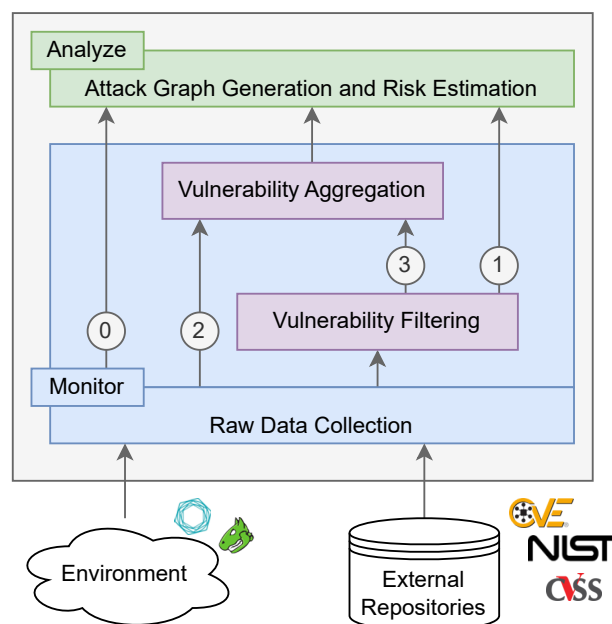 Analyze
Attack Graph Generation and Risk Estimation
Vulnerability Aggregation
3
1
0
2
Vulnerability Filtering
Monitor
Raw Data Collection
CVE
NIST
Environment
External
Repositories
CVSS